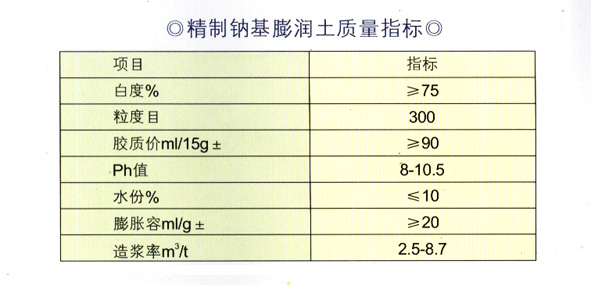 ◎精制钠基膨润土质量指标◎
项目 指标
白度% ≥75
粒度目 300
胶质价ml/15g± ≥90
Ph值 8-10.5
水份% ≤10
膨胀容ml/g± ≥20
造浆率m³/t 2.5-8.7